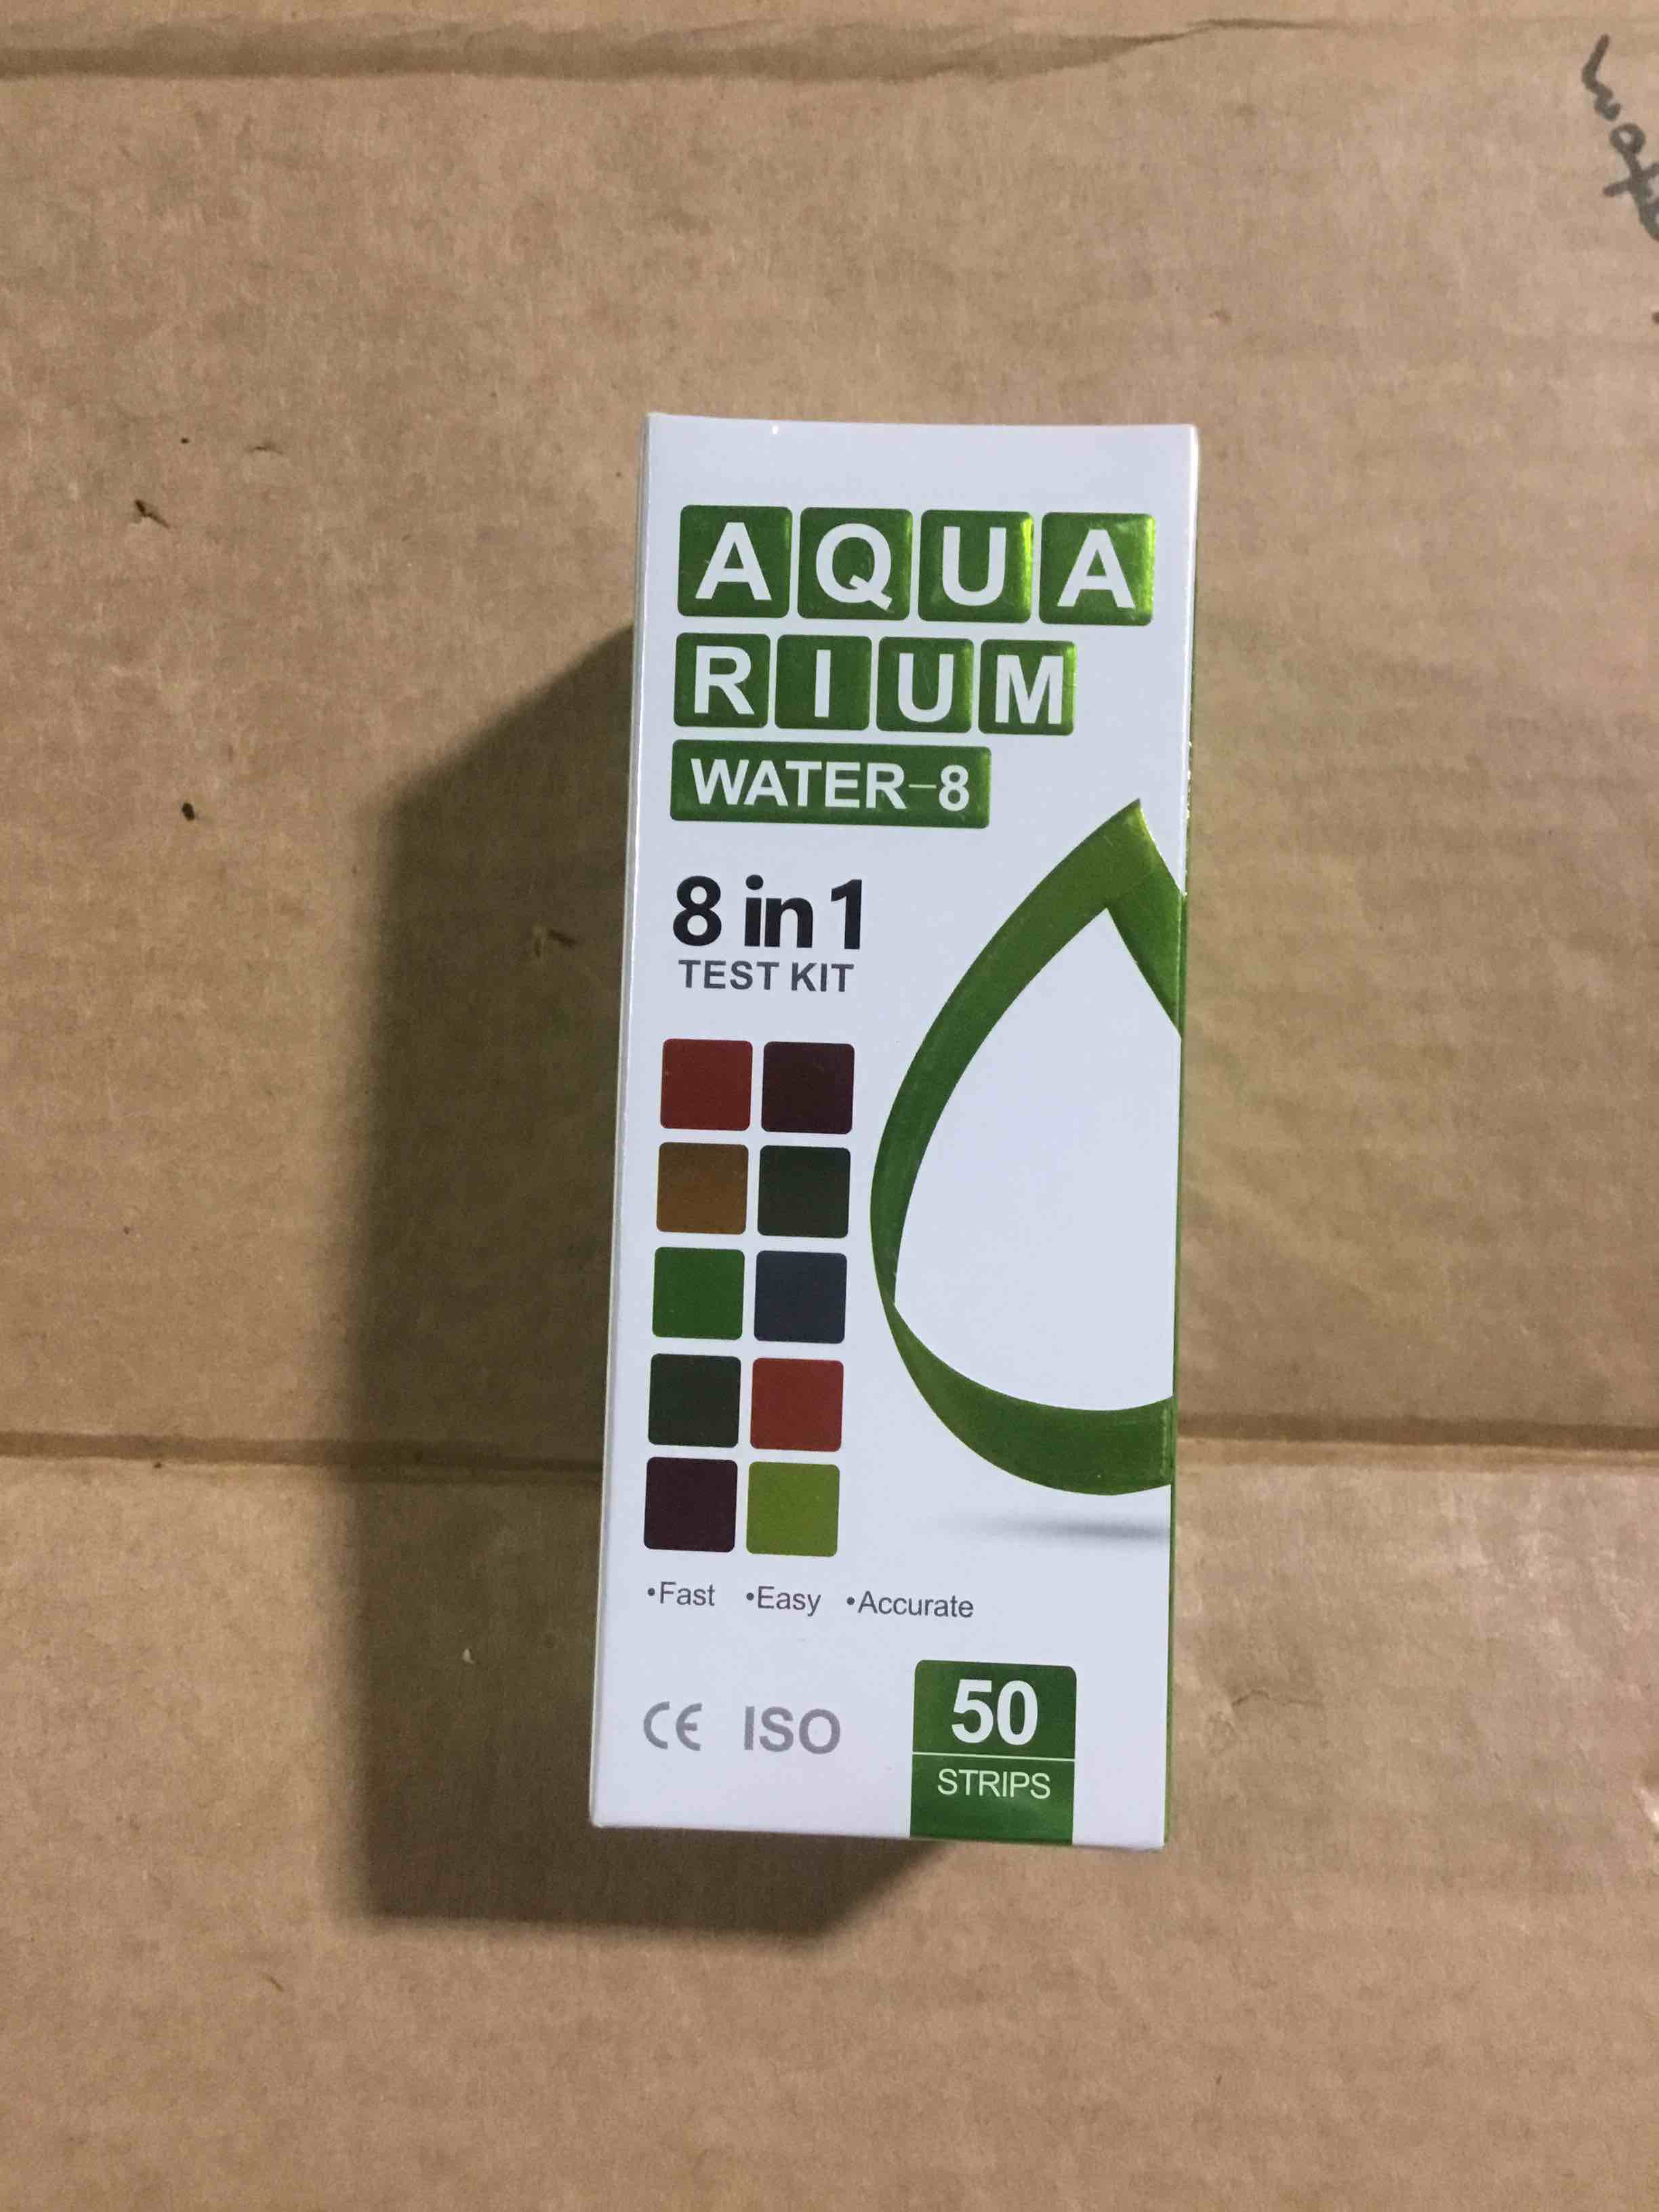 AQUA
RIUM
WATER-8
8 in 1
TEST KIT
•Fast •Easy •Accurate
CE ISO
50
STRIPS